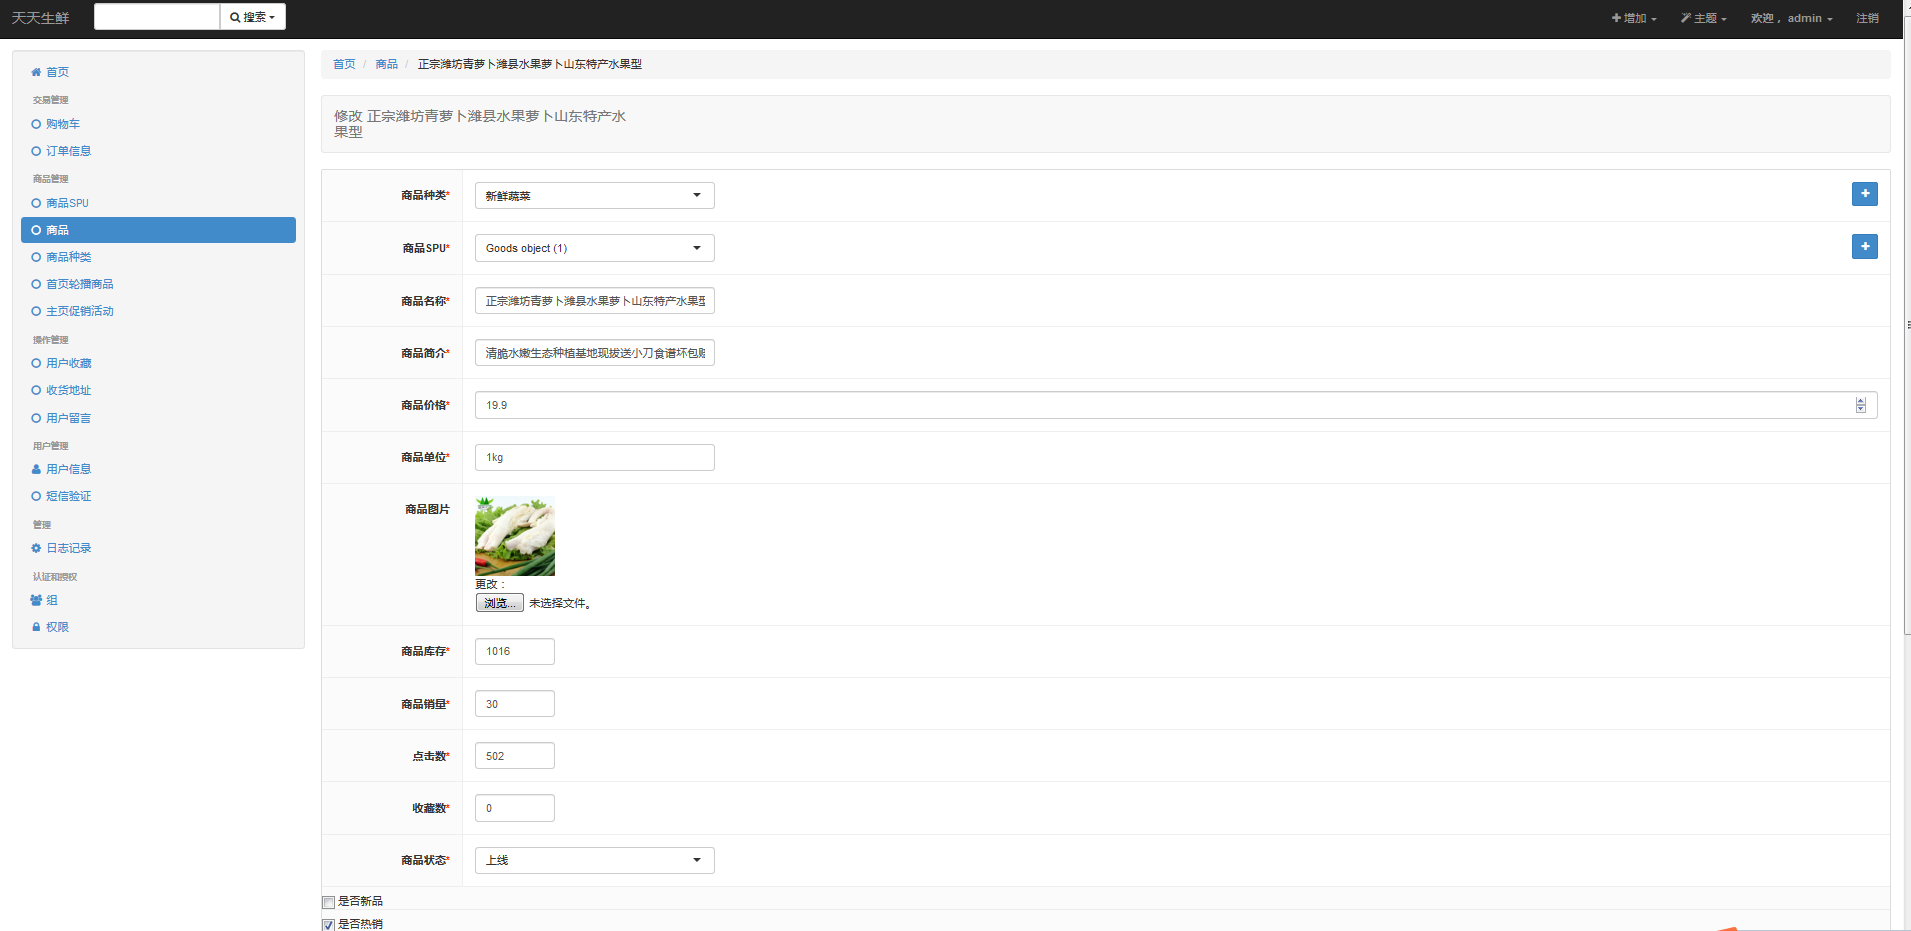 天天生鲜
搜索
增加
主题
欢迎， admin
注销
首页
交易管理
购物车
订单信息
商品管理
商品SPU
商品
商品种类
首页轮播商品
主页促销活动
操作管理
用户收藏
收货地址
用户留言
用户管理
用户信息
短信验证
管理
日志记录
认证和授权
组
权限
首页 / 商品 / 正宗潍坊青萝卜潍县水果萝卜山东特产水果型
修改 正宗潍坊青萝卜潍县水果萝卜山东特产水
果型
商品种类* 新鲜蔬菜
商品SPU* Goods object (1)
商品名称* 正宗潍坊青萝卜潍县水果萝卜山东特产水果型
商品简介* 清脆水嫩生态种植基地现拔送小刀食谱坏包赔
商品价格* 19.9
商品单位* 1kg
商品图片
更改：
浏览... 未选择文件。
商品库存* 1016
商品销量* 30
点击数* 502
收藏数* 0
商品状态* 上线
是否新品
是否热销